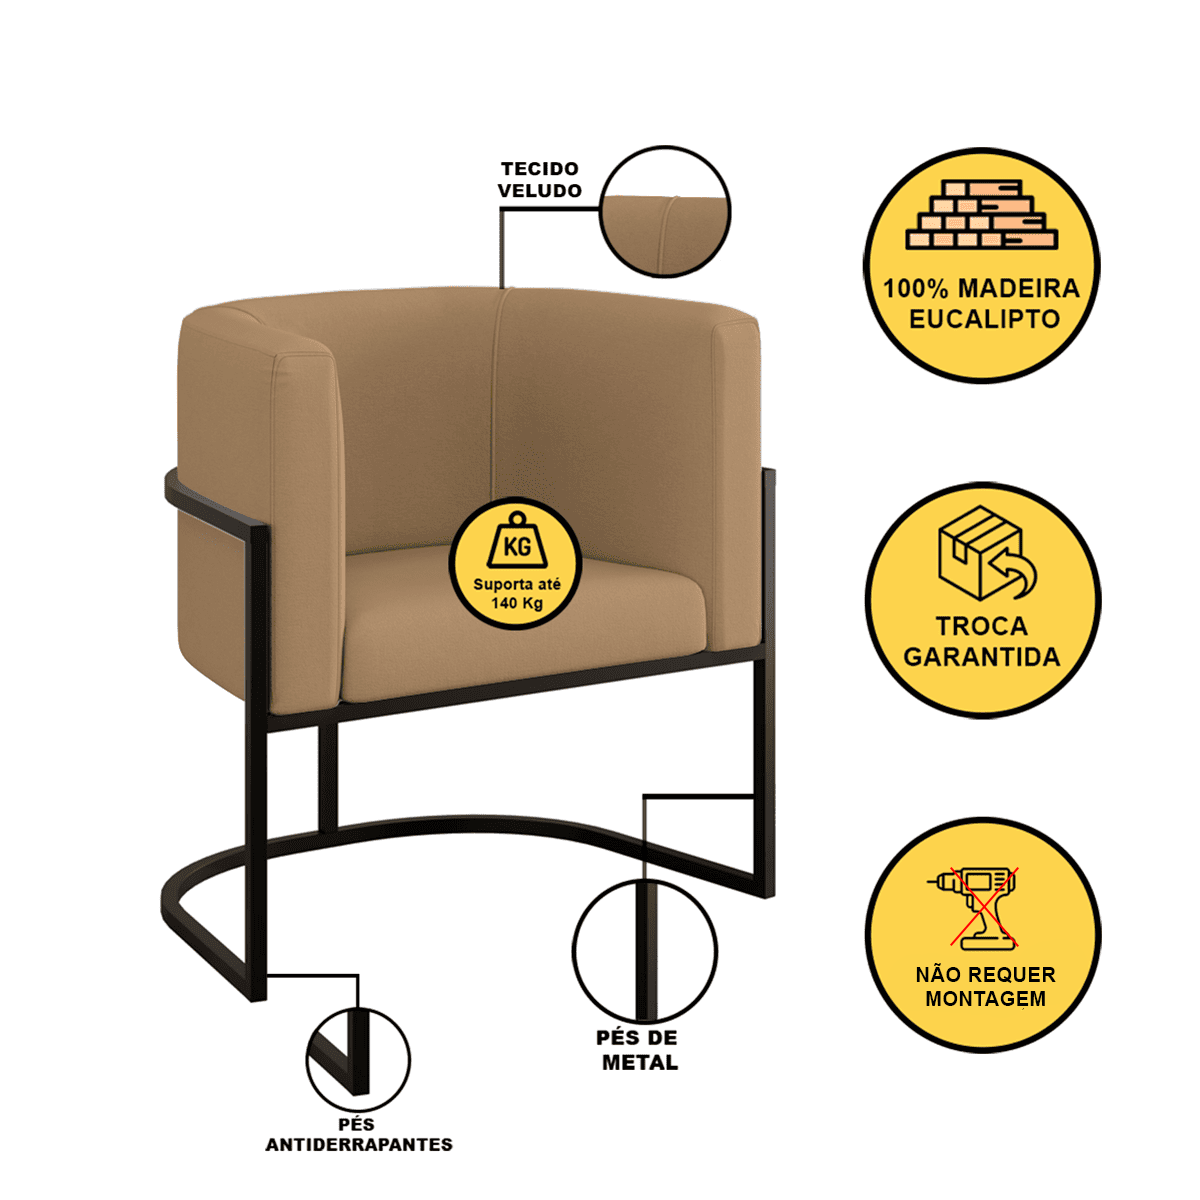 TECIDO
VELUDO
100% MADEIRA
EUCALIPTO
KG
Suporta até
140 Kg
TROCA
GARANTIDA
NÃO REQUER
MONTAGEM
PÉS DE
METAL
PÉS
ANTIDERRAPANTES